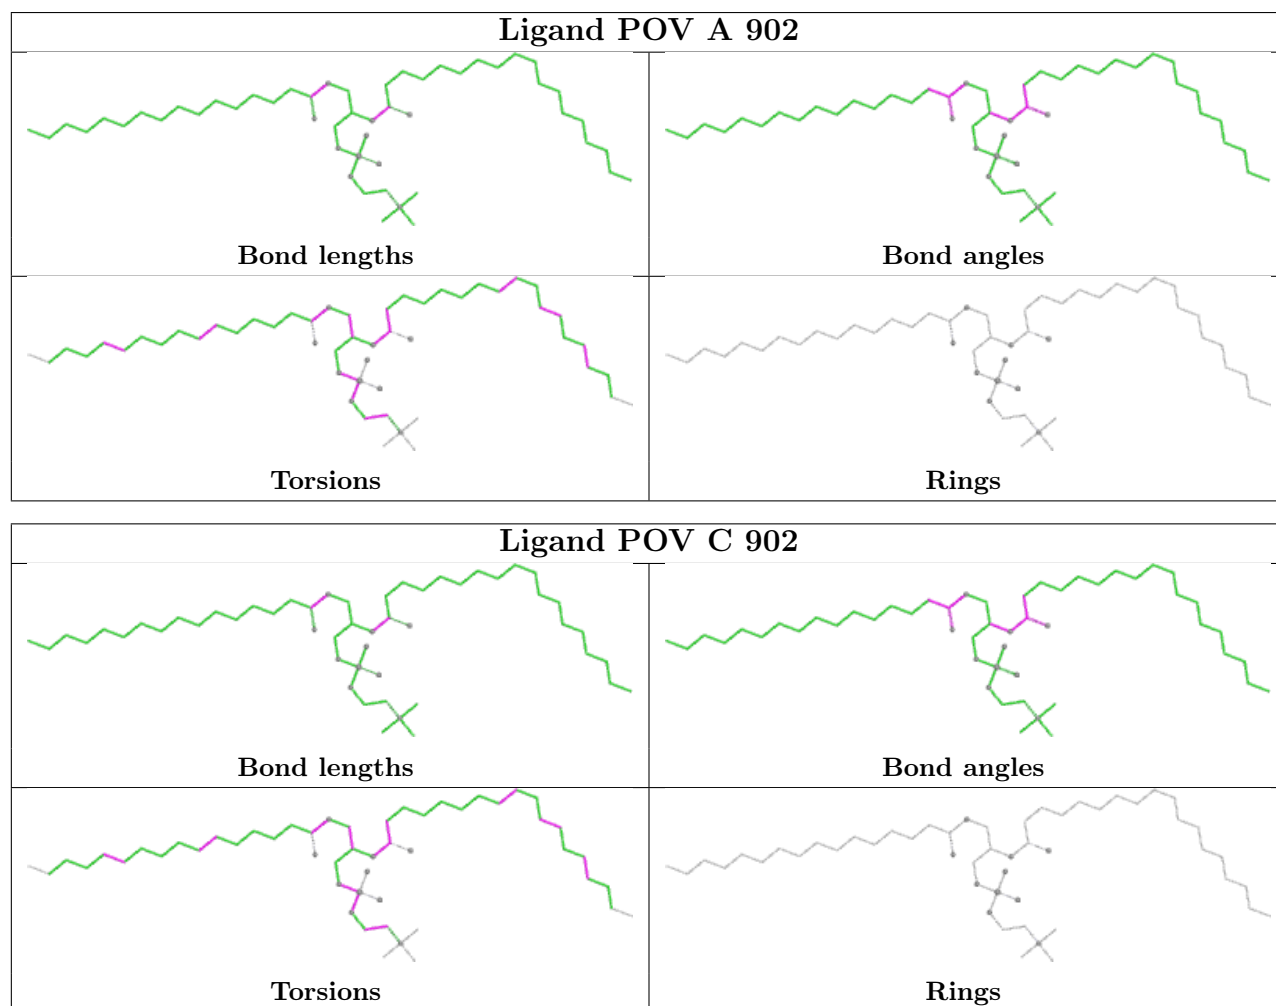 Ligand POV A 902
Bond lengths
Bond angles
Torsions
Rings
Ligand POV C 902
Bond lengths
Bond angles
Torsions
Rings